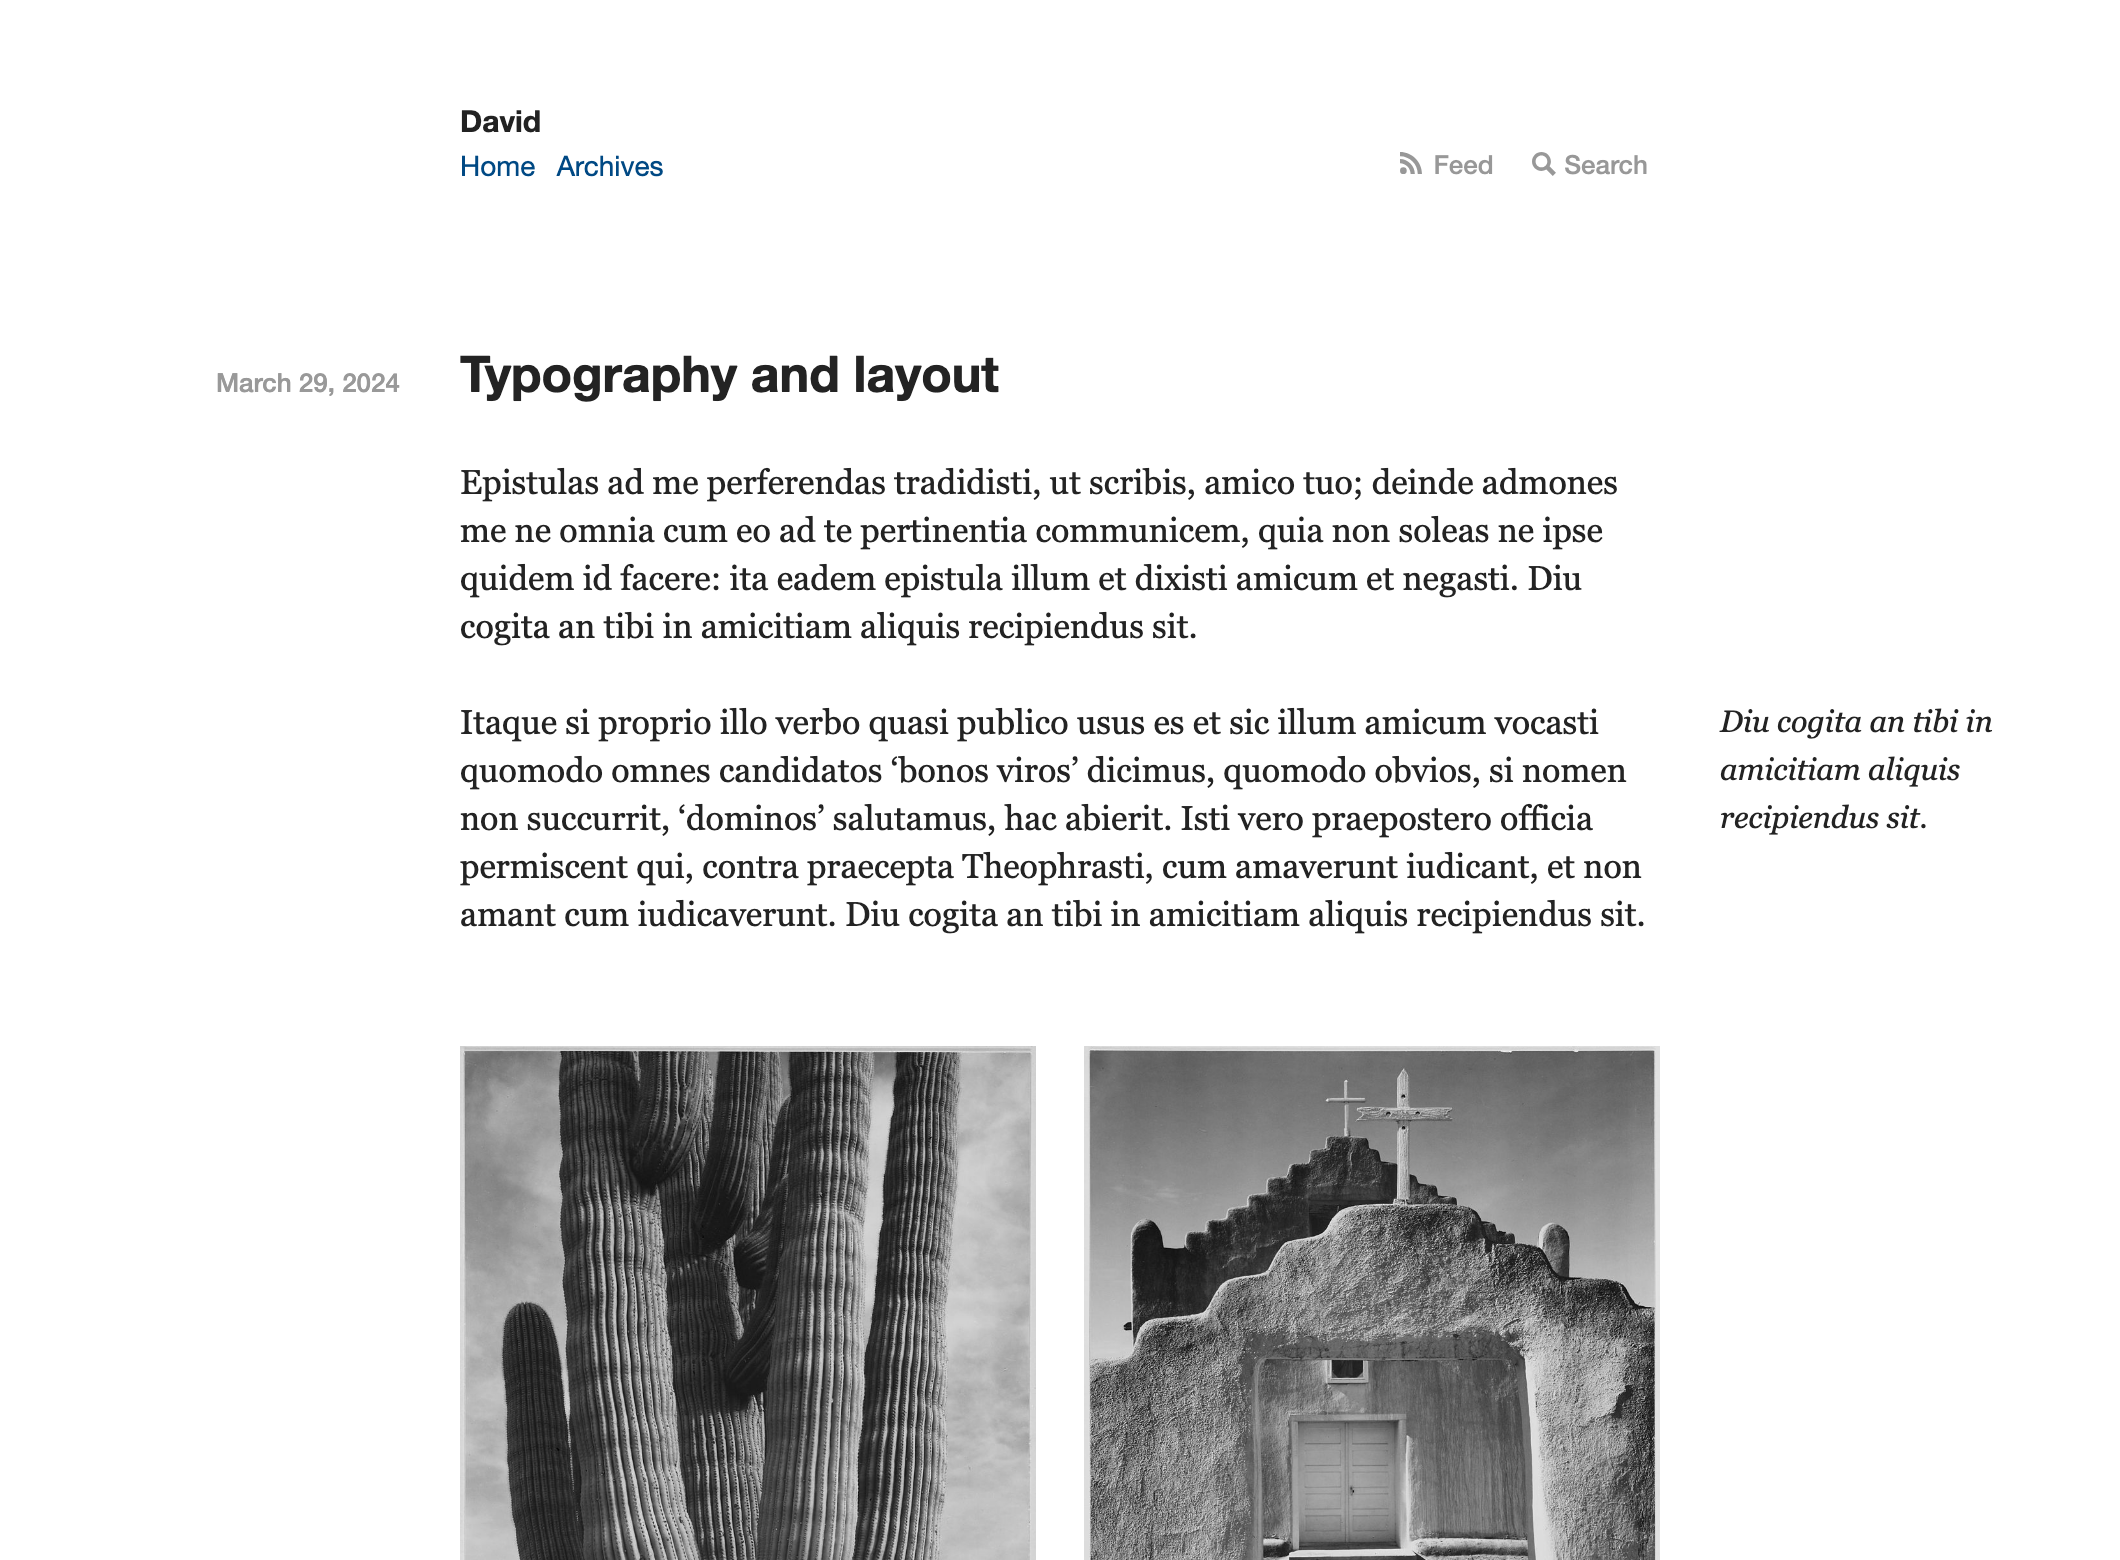 David
Home Archives
Feed Search
March 29, 2024
Typography and layout
Epistulas ad me perferendas tradidisti, ut scribis, amico tuo; deinde admones
me ne omnia cum eo ad te pertinentia communicem, quia non soleas ne ipse
quidem id facere: ita eadem epistula illum et dixisti amicum et negasti. Diu
cogita an tibi in amicitiam aliquis recipiendus sit.
Itaque si proprio illo verbo quasi publico usus es et sic illum amicum vocasti
quomodo omnes candidatos ‘bonos viros’ dicimus, quomodo obvios, si nomen
non succurrit, ‘dominos’ salutamus, hac abierit. Isti vero praepostero officia
permiscent qui, contra praecepta Theophrasti, cum amaverunt iudicant, et non
amant cum iudicaverunt. Diu cogita an tibi in amicitiam aliquis recipiendus sit.
Diu cogita an tibi in
amicitiam aliquis
recipiendus sit.